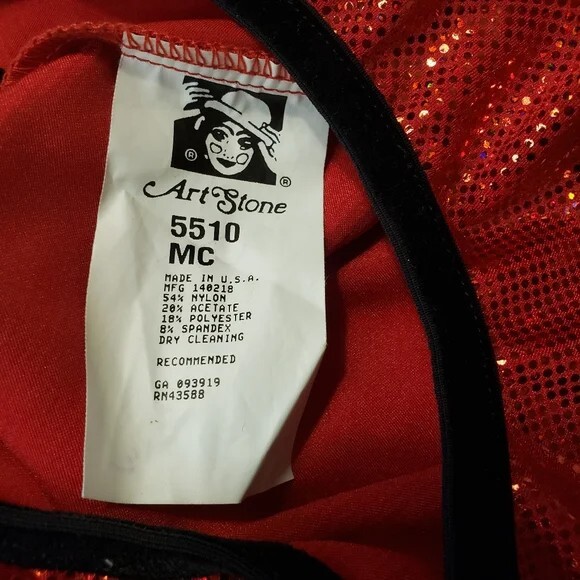 ® ®
Art Stone
5510
MC
MADE IN U.S.A.
MFG 140218
54% NYLON
20% ACETATE
18% POLYESTER
8% SPANDEX
DRY CLEANING
RECOMMENDED
GA 093919
RN43588